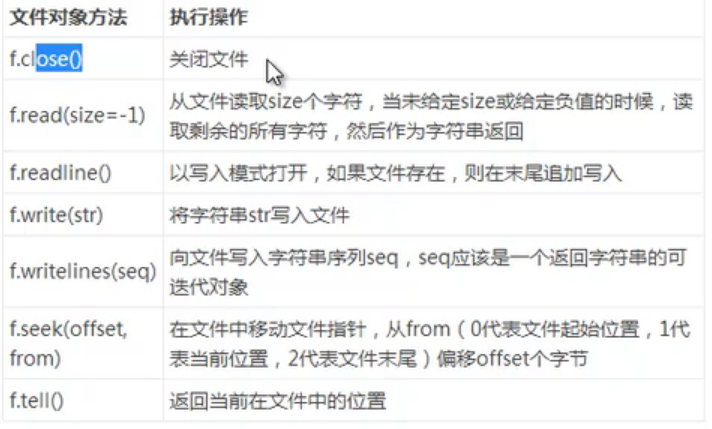 文件对象方法 执行操作
f.close() 关闭文件
f.read(size=-1) 从文件读取size个字符，当未给定size或给定负值的时候，读
取剩余的所有字符，然后作为字符串返回
f.readline() 以写入模式打开，如果文件存在，则在末尾追加写入
f.write(str) 将字符串str写入文件
f.writelines(seq) 向文件写入字符串序列seq，seq应该是一个返回字符串的可
迭代对象
f.seek(offset, 在文件中移动文件指针，从from（0代表文件起始位置，1代
from) 表当前位置，2代表文件末尾）偏移offset个字节
f.tell() 返回当前在文件中的位置